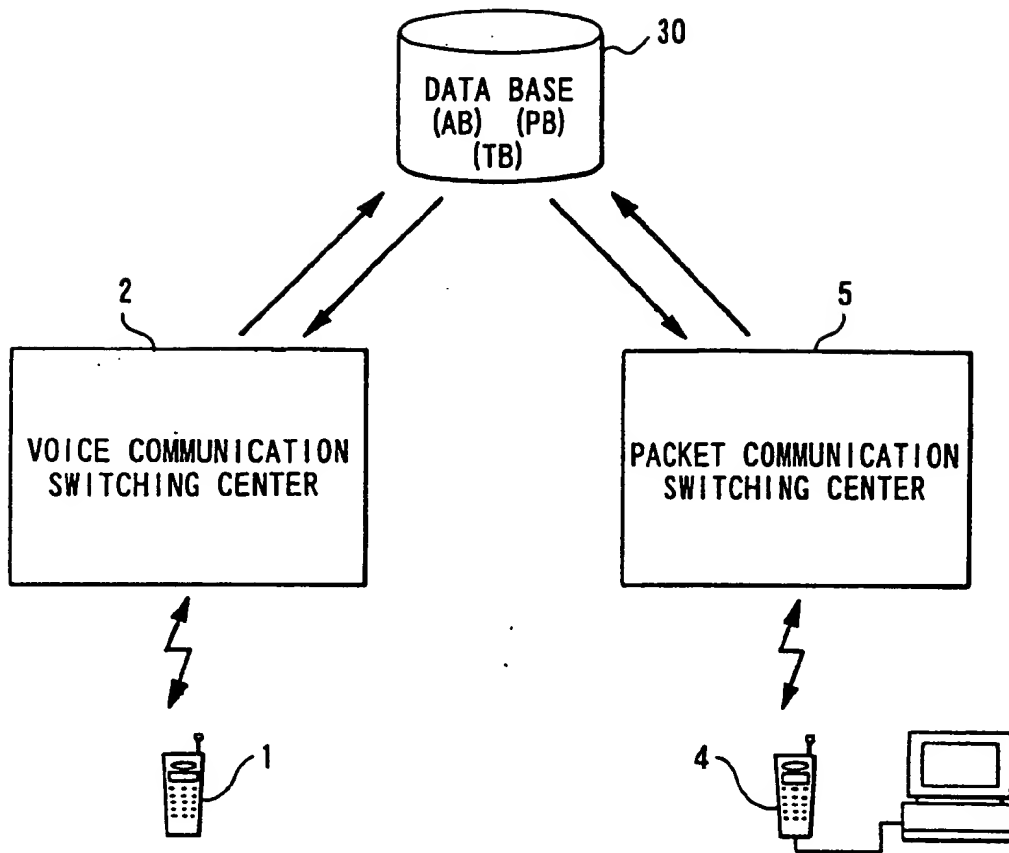 30
DATA BASE
(AB) (PB)
(TB)
2
5
VOICE COMMUNICATION
SWITCHING CENTER
PACKET COMMUNICATION
SWITCHING CENTER
1
4